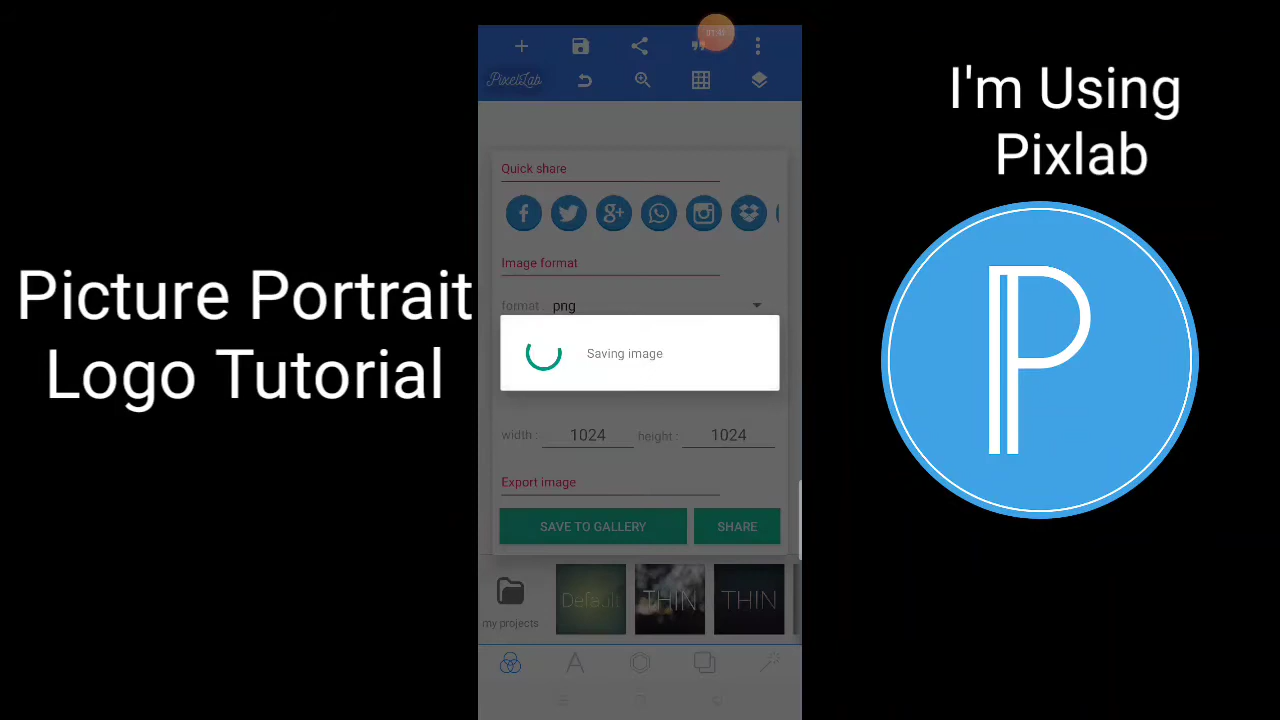 Picture Portrait
Logo Tutorial
PixelsLab
Quick share
Image format
format : png
Saving image
width : 1024 height : 1024
Export image
SAVE TO GALLERY SHARE
my projects
Default THIN THIN
I'm Using
Pixlab